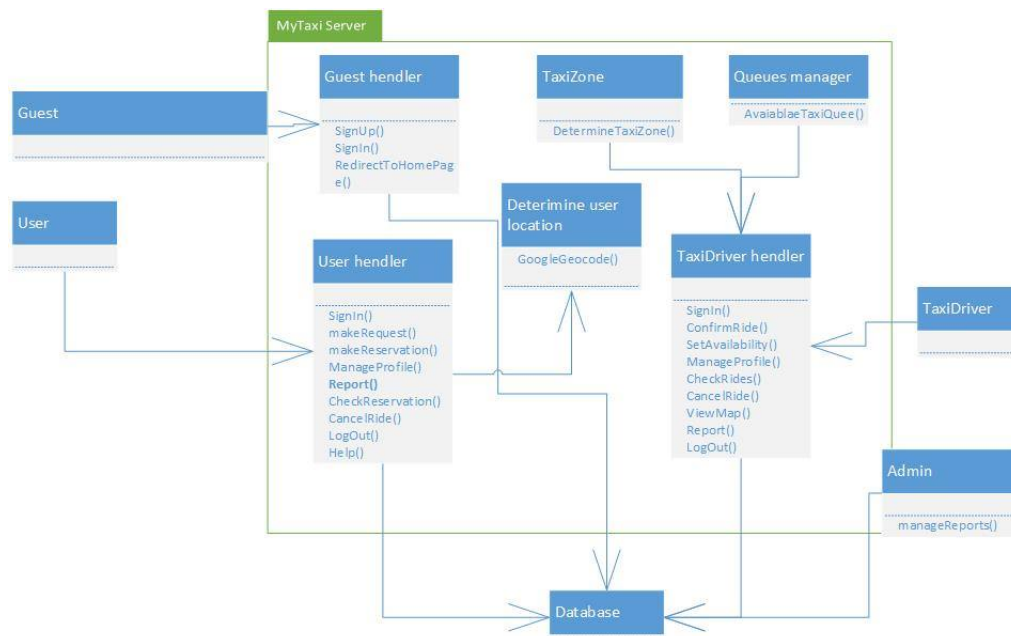 MyTaxi Server
Guest hendler
SignUp()
SignIn()
RedirectToHomePag
e()
TaxiZone
DetermineTaxiZone()
Queues manager
AvaiablaeTaxiQuee()
Guest
User
Deterimine user
location
GoogleGeocode()
User hendler
SignIn()
makeRequest()
makeReservation()
ManageProfile()
Report()
CheckReservation()
CancelRide()
LogOut()
Help()
TaxiDriver hendler
SignIn()
ConfirmRide()
SetAvailability()
ManageProfile()
CheckRides()
CancelRide()
ViewMap()
Report()
LogOut()
TaxiDriver
Admin
manageReports()
Database